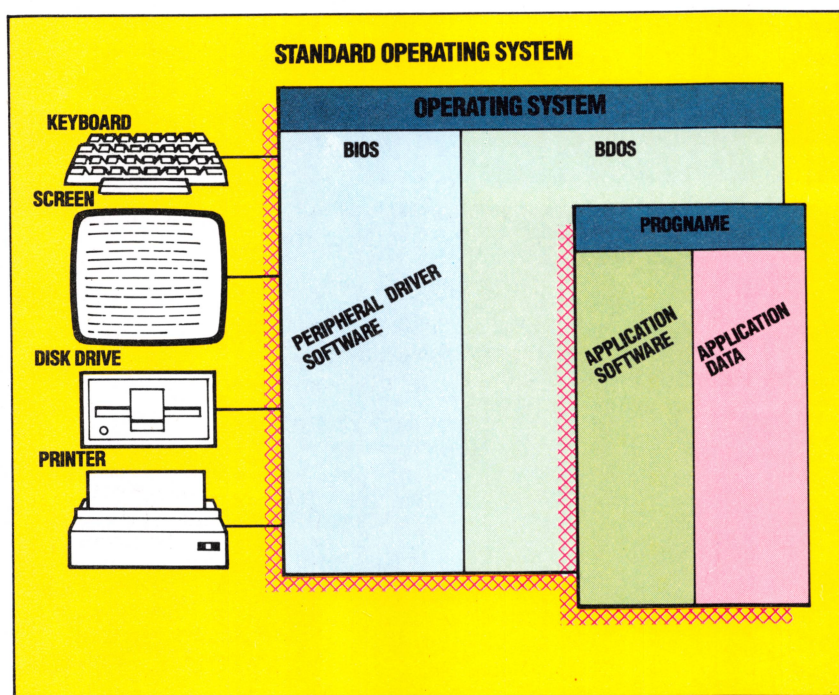 STANDARD OPERATING SYSTEM
OPERATING SYSTEM
KEYBOARD
BIOS
BDOS
SCREEN
PROGNAME
PERIPHERAL DRIVER
SOFTWARE
APPLICATION
SOFTWARE
APPLICATION
DATA
DISK DRIVE
PRINTER